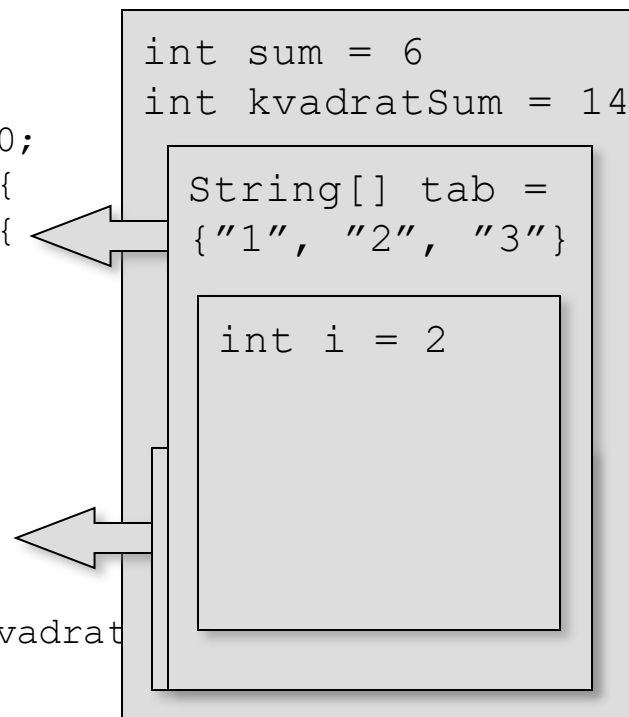 int sum = 6
int kvadratSum = 14
0;
{
{
String[] tab =
{”1”, ”2”, ”3”}
int i = 2
vadrat